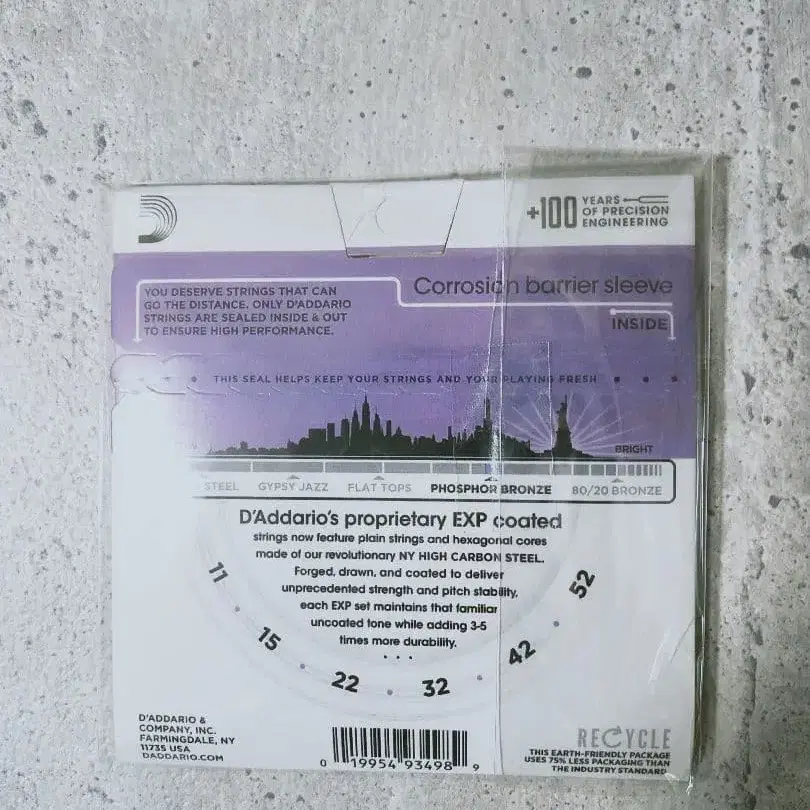 +100 YEARS
OF PRECISION
ENGINEERING
YOU DESERVE STRINGS THAT CAN
GO THE DISTANCE. ONLY D'ADDARIO
STRINGS ARE SEALED INSIDE & OUT
TO ENSURE HIGH PERFORMANCE.
Corrosion barrier sleeve
INSIDE
THIS SEAL HELPS KEEP YOUR STRINGS AND YOUR PLAYING FRESH
BRIGHT
STEEL GYPSY JAZZ FLAT TOPS PHOSPHOR BRONZE 80/20 BRONZE
D'Addario's proprietary EXP coated
strings now feature plain strings and hexagonal cores
made of our revolutionary NY HIGH CARBON STEEL.
Forged, drawn, and coated to deliver
unprecedented strength and pitch stability,
each EXP set maintains that familiar
uncoated tone while adding 3-5
times more durability.
11 • 15 • 22 • 32 • 42 • 52
D'ADDARIO &
COMPANY, INC.
FARMINGDALE, NY
11735 USA
DADDARIO.COM
0 19954 93498 9
RECYCLE
THIS EARTH-FRIENDLY PACKAGE
USES 75% LESS PACKAGING THAN
THE INDUSTRY STANDARD